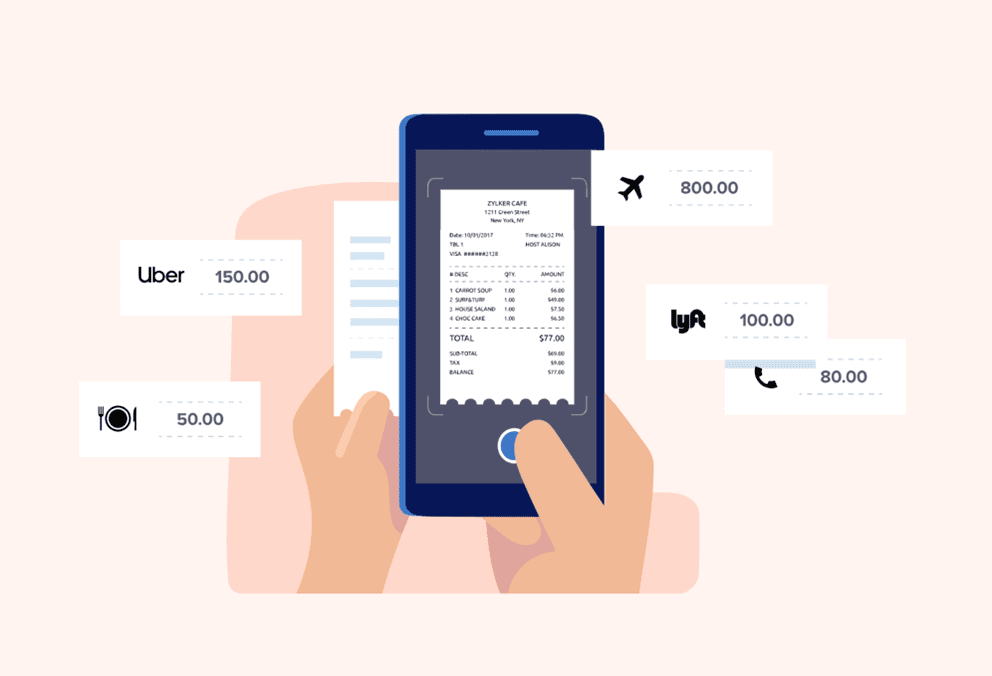 800.00
ZYLKER CAFE
1211 Green Street
New York, NY
Date: 10/01/2017 Time: 06:32 PM
TBL 1 HOST ALISON
VISA ######3128
# DESC QTY. AMOUNT
1 CARROT SOUP 1.00 $6.00
2 SURF&TURF 1.00 $49.00
3 HOUSE SALAND 1.00 $7.50
4 CHOC CAKE 1.00 $6.50
TOTAL $77.00
SUB-TOTAL $69.00
TAX $9.00
BALANCE $77.00
Uber 150.00
lyft 100.00
80.00
50.00